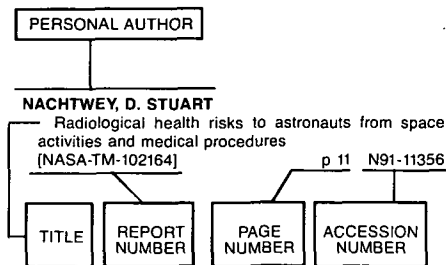 PERSONAL AUTHOR
NACHTWEY, D. STUART
Radiological health risks to astronauts from space
activities and medical procedures
[NASA-TM-102164] p 11 N91-11356
TITLE REPORT NUMBER PAGE NUMBER ACCESSION NUMBER